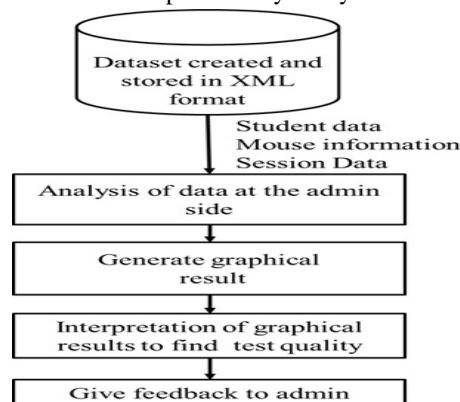 Dataset created and
stored in XML
format
Student data
Mouse information
Session Data
Analysis of data at the admin
side
Generate graphical
result
Interpretation of graphical
results to find test quality
Give feedback to admin